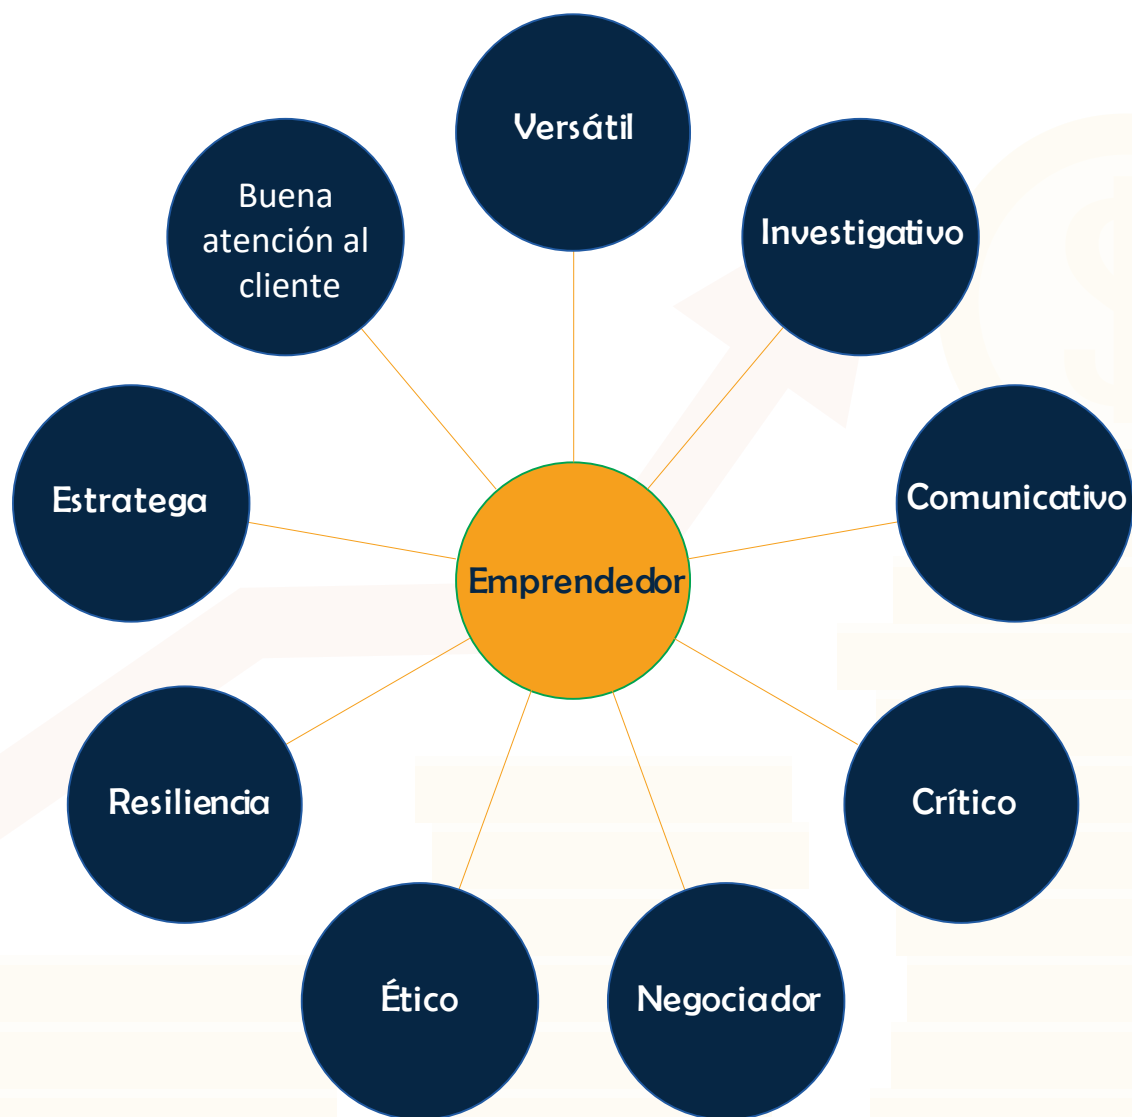 Versátil
Investigativo
Comunicativo
Crítico
Negociador
Ético
Resiliencia
Estratega
Buena
atención al
cliente
Emprendedor
$